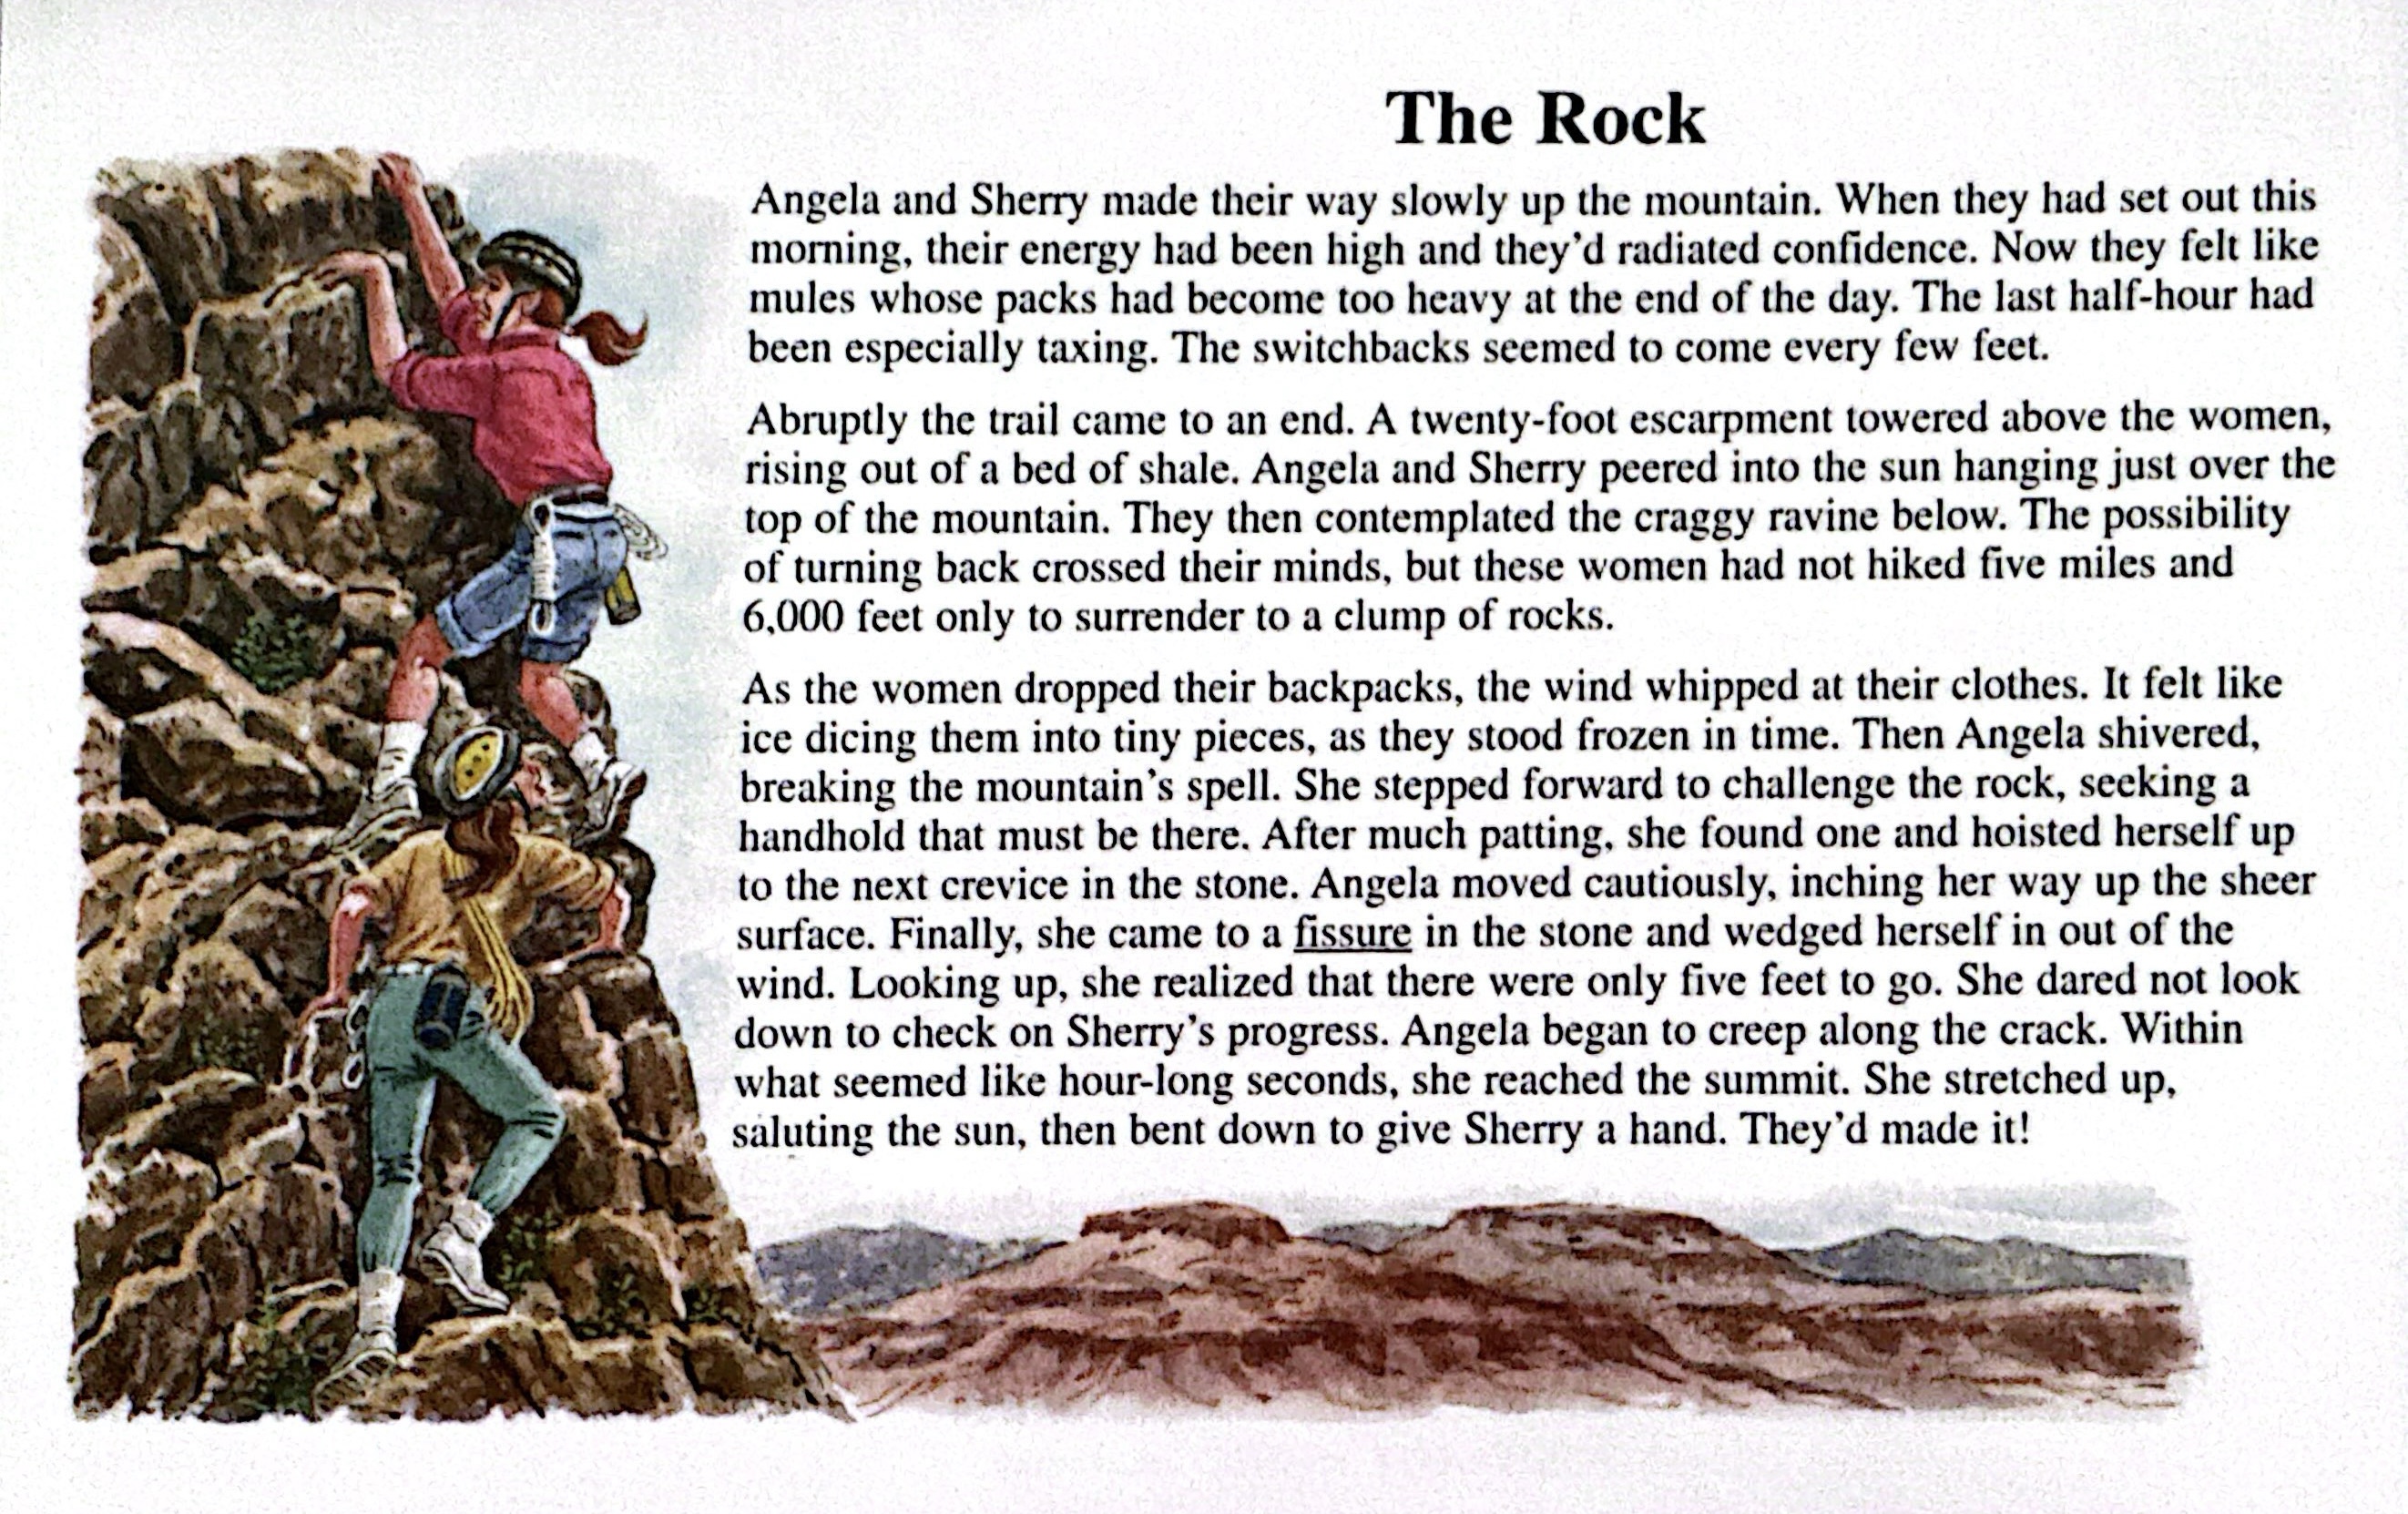 The Rock
Angela and Sherry made their way slowly up the mountain. When they had set out this
morning, their energy had been high and they'd radiated confidence. Now they felt like
mules whose packs had become too heavy at the end of the day. The last half-hour had
been especially taxing. The switchbacks seemed to come every few feet.
Abruptly the trail came to an end. A twenty-foot escarpment towered above the women,
rising out of a bed of shale. Angela and Sherry peered into the sun hanging just over the
top of the mountain. They then contemplated the craggy ravine below. The possibility
of turning back crossed their minds, but these women had not hiked five miles and
6,000 feet only to surrender to a clump of rocks.
As the women dropped their backpacks, the wind whipped at their clothes. It felt like
ice dicing them into tiny pieces, as they stood frozen in time. Then Angela shivered,
breaking the mountain's spell. She stepped forward to challenge the rock, seeking a
handhold that must be there. After much patting, she found one and hoisted herself up
to the next crevice in the stone. Angela moved cautiously, inching her way up the sheer
surface. Finally, she came to a fissure in the stone and wedged herself in out of the
wind. Looking up, she realized that there were only five feet to go. She dared not look
down to check on Sherry's progress. Angela began to creep along the crack. Within
what seemed like hour-long seconds, she reached the summit. She stretched up,
saluting the sun, then bent down to give Sherry a hand. They'd made it!